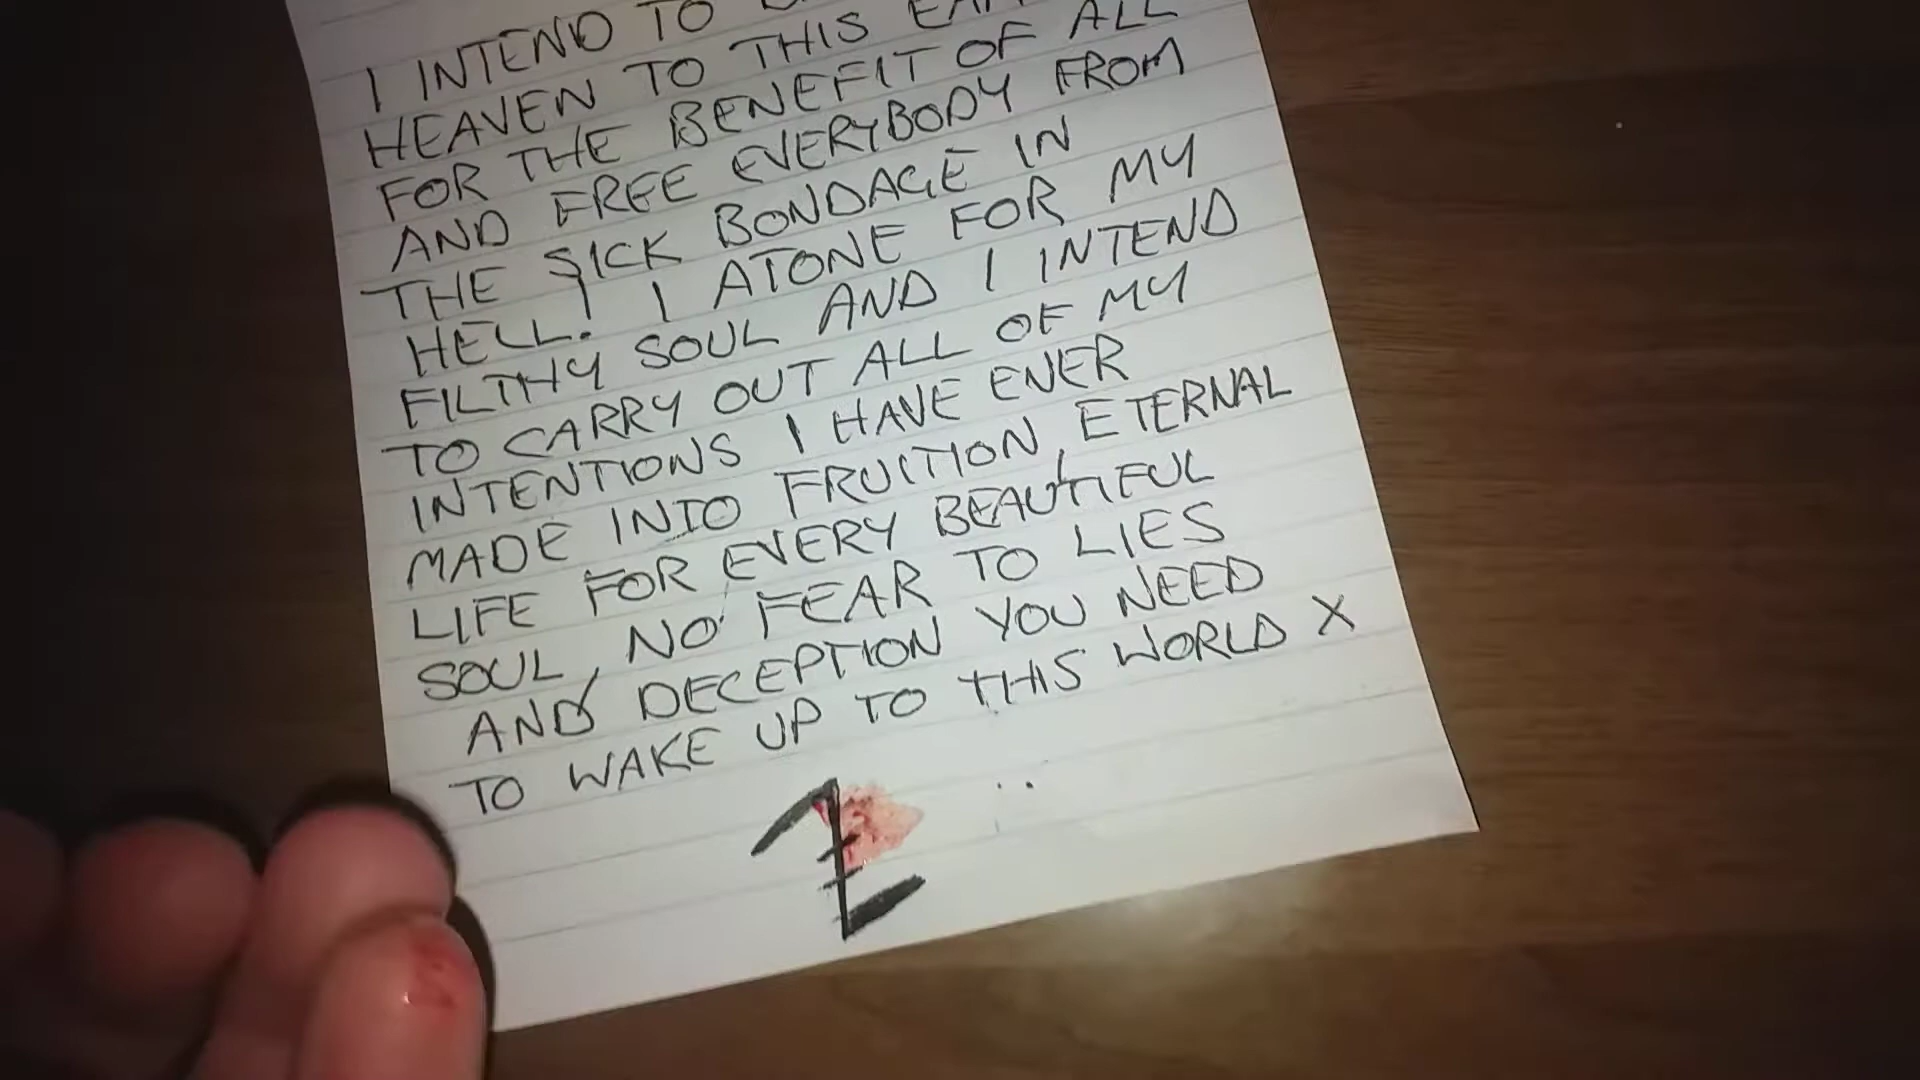 I INTEND TO
HEAVEN TO THIS
FOR THE BENEFIT OF ALL
AND FREE EVERYBODY FROM
THE SICK BONDAGE IN
HELL! I ATONE FOR MY
FILTHY SOUL AND I INTEND
TO CARRY OUT ALL OF MY
INTENTIONS I HAVE EVER
MADE INTO FRUITION, ETERNAL
LIFE FOR EVERY BEAUTIFUL
SOUL, NO FEAR TO LIES
AND DECEPTION YOU NEED
TO WAKE UP TO THIS WORLD X